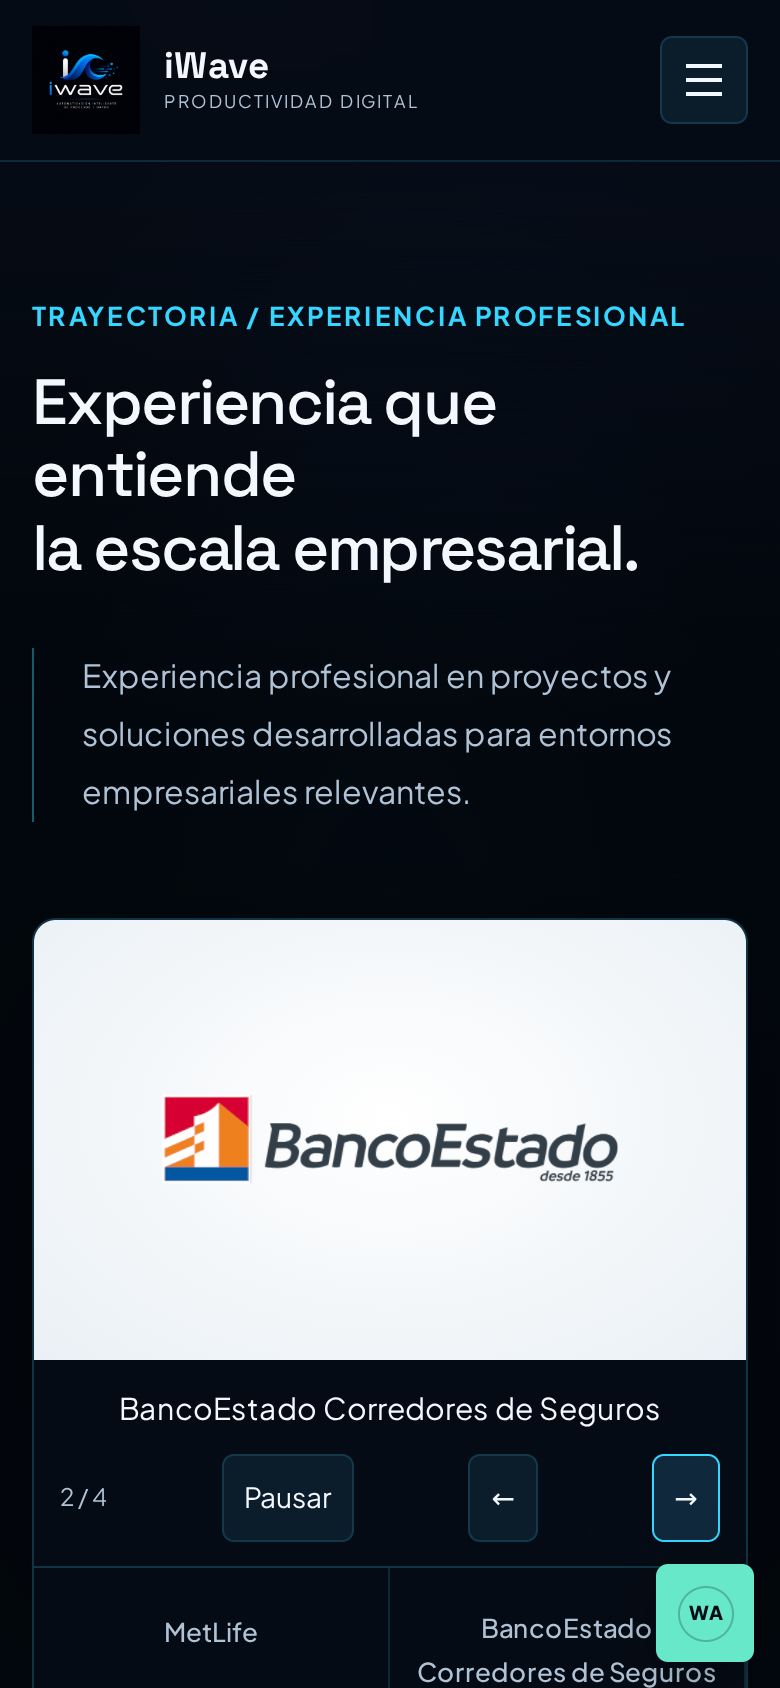 iwave
iWave
PRODUCTIVIDAD DIGITAL
TRAYECTORIA / EXPERIENCIA PROFESIONAL
Experiencia que
entiende
la escala empresarial.
Experiencia profesional en proyectos y
soluciones desarrolladas para entornos
empresariales relevantes.
BancoEstado
desde 1855
BancoEstado Corredores de Seguros
2 / 4
Pausar
←
→
MetLife
BancoEstado
Corredores de Seguros
WA